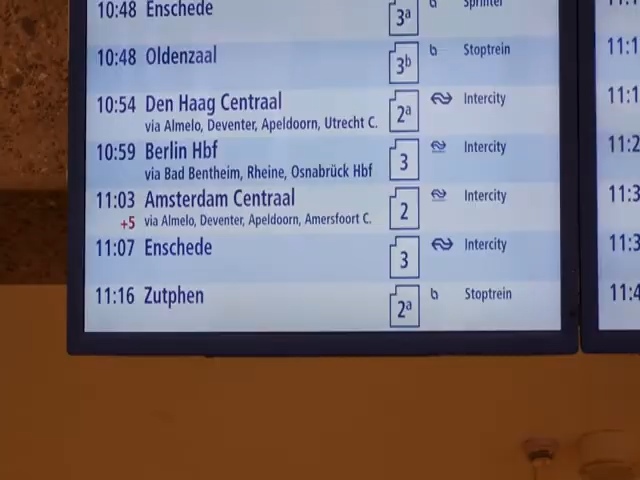 10:48 Enschede 3a b Sprinter
10:48 Oldenzaal 3b b Stoptrein
10:54 Den Haag Centraal 2a Intercity
via Almelo, Deventer, Apeldoorn, Utrecht C.
10:59 Berlin Hbf 3 Intercity
via Bad Bentheim, Rheine, Osnabrück Hbf
11:03 Amsterdam Centraal 2 Intercity
+5 via Almelo, Deventer, Apeldoorn, Amersfoort C.
11:07 Enschede 3 Intercity
11:16 Zutphen 2a b Stoptrein